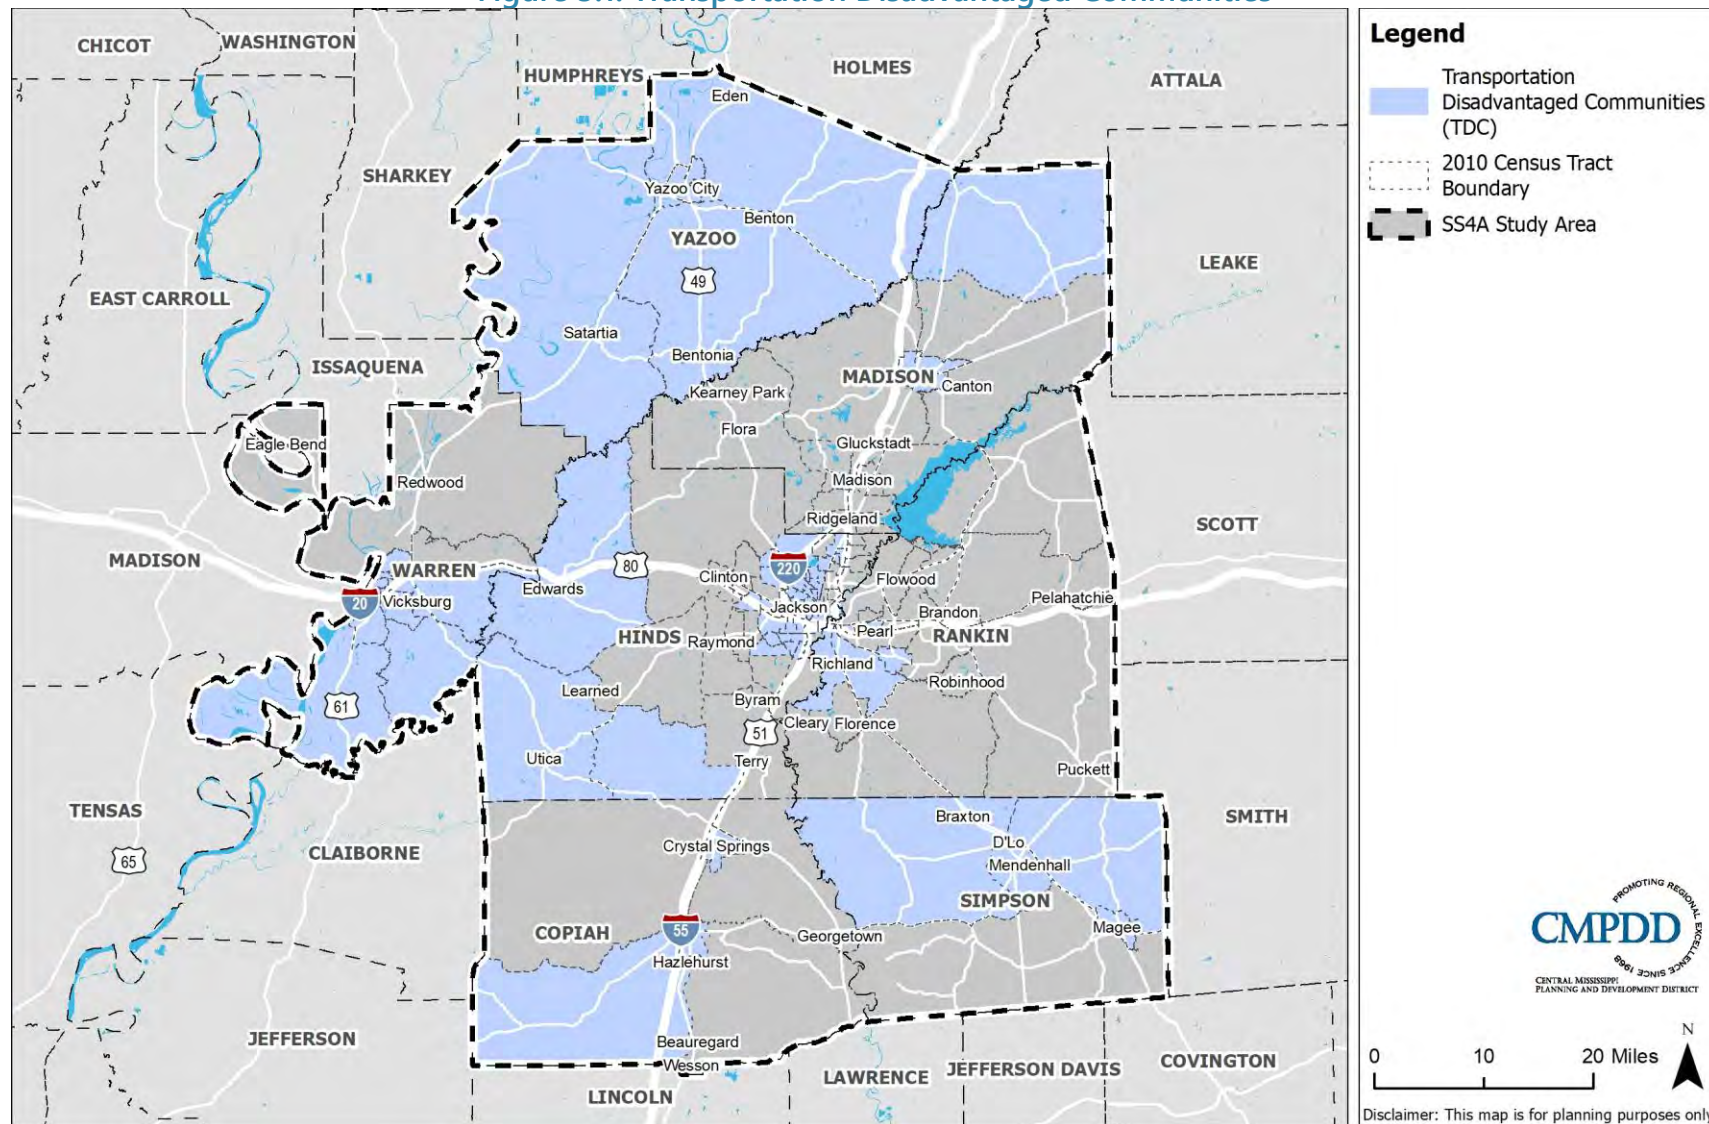 Transportation Disadvantaged Communities
CHICOT
WASHINGTON
HUMPHREYS
HOLMES
ATTALA
Eden
SHARKEY
Yazoo City
Benton
YAZOO
49
LEAKE
EAST CARROLL
Satartia
Bentonia
ISSAQUENA
MADISON
Canton
Kearney Park
Flora
Gluckstadt
Eagle Bend
Redwood
Madison
Ridgeland
SCOTT
MADISON
WARREN
80
220
Clinton
Flowood
Edwards
20
Vicksburg
Jackson
Brandon
Pelahatchie
HINDS
Raymond
Pearl
RANKIN
Richland
Learned
Robinhood
61
Byram
Cleary
Florence
51
Utica
Terry
Puckett
TENSAS
Braxton
SMITH
65
CLAIBORNE
Crystal Springs
D'Lo
Mendenhall
SIMPSON
COPIAH
55
Georgetown
Magee
Hazlehurst
JEFFERSON
Beauregard
Wesson
LINCOLN
LAWRENCE
JEFFERSON DAVIS
COVINGTON
Legend
Transportation
Disadvantaged Communities
(TDC)
2010 Census Tract
Boundary
SS4A Study Area
PROMOTING REGIONAL EXCELLENCE SINCE 1968
CMPDD
CENTRAL MISSISSIPPI
PLANNING AND DEVELOPMENT DISTRICT
N
0 10 20 Miles
Disclaimer: This map is for planning purposes only